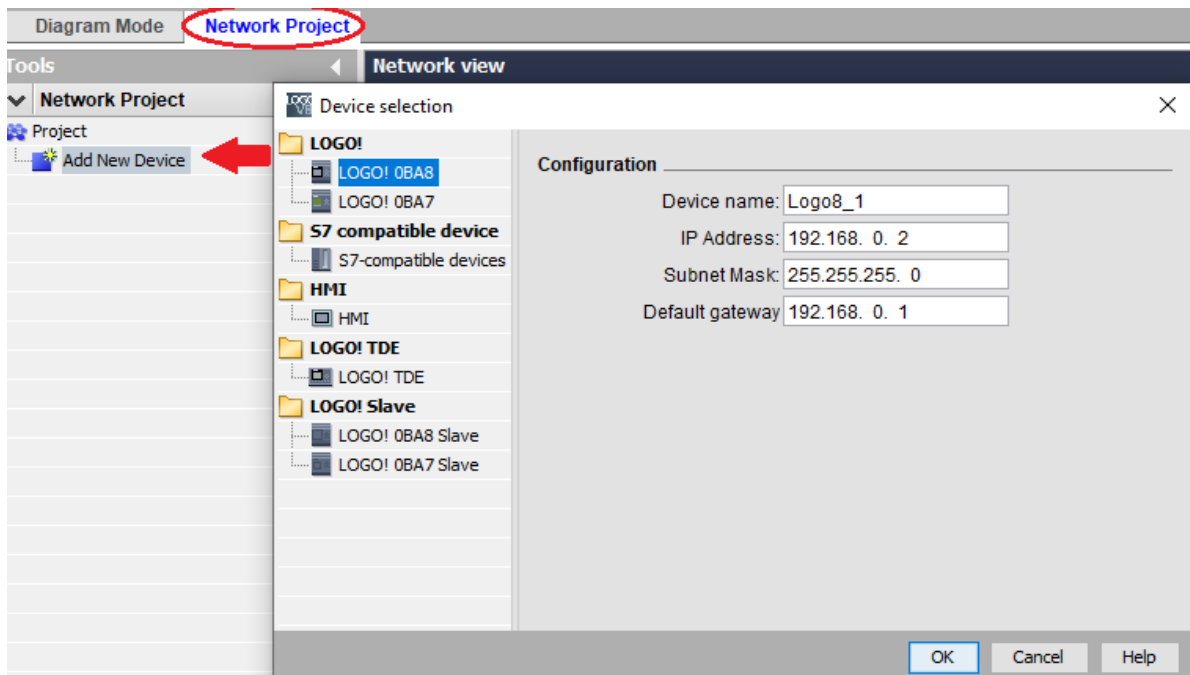 Diagram Mode
Network Project
Tools
Network view
Network Project
Project
Add New Device
Device selection
LOGO!
LOGO! 0BA8
LOGO! 0BA7
S7 compatible device
S7-compatible devices
HMI
HMI
LOGO! TDE
LOGO! TDE
LOGO! Slave
LOGO! 0BA8 Slave
LOGO! 0BA7 Slave
Configuration
Device name: Logo8_1
IP Address: 192.168. 0. 2
Subnet Mask: 255.255.255. 0
Default gateway 192.168. 0. 1
OK Cancel Help